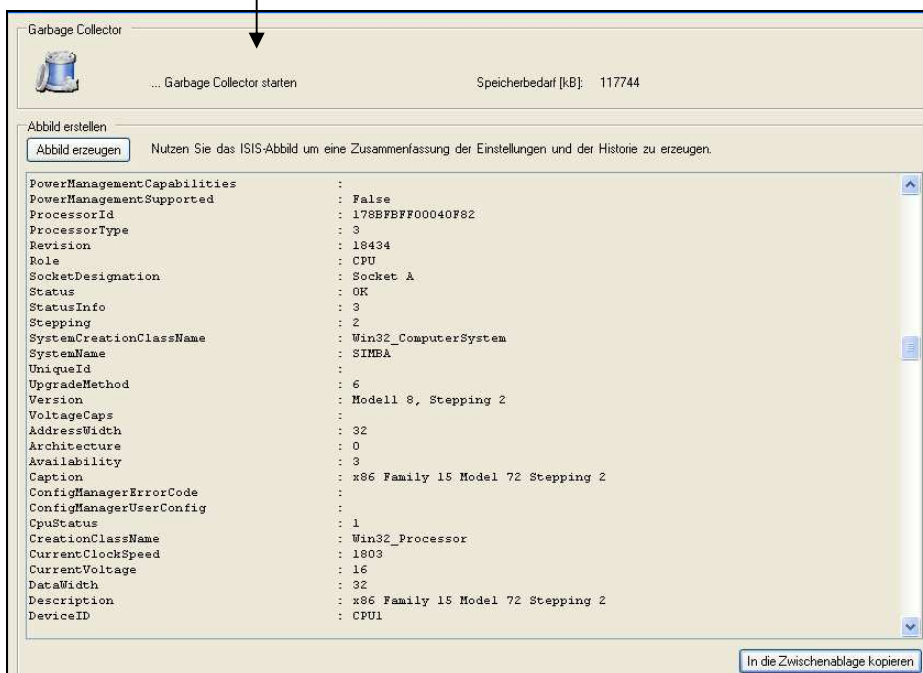 Garbage Collector
... Garbage Collector starten Speicherbedarf [kB]: 117744
Abbild erstellen
Abbild erzeugen Nutzen Sie das ISIS-Abbild um eine Zusammenfassung der Einstellungen und der Historie zu erzeugen.
PowerManagementCapabilities :
PowerManagementSupported : False
ProcessorId : 178BFBFF00040F82
ProcessorType : 3
Revision : 18434
Role : CPU
SocketDesignation : Socket A
Status : OK
StatusInfo : 3
Stepping : 2
SystemCreationClassName : Win32_ComputerSystem
SystemName : SIMBA
UniqueId :
UpgradeMethod : 6
Version : Modell 8, Stepping 2
VoltageCaps :
AddressWidth : 32
Architecture : 0
Availability : 3
Caption : x86 Family 15 Model 72 Stepping 2
ConfigManagerErrorCode :
ConfigManagerUserConfig :
CpuStatus : 1
CreationClassName : Win32_Processor
CurrentClockSpeed : 1803
CurrentVoltage : 16
DataWidth : 32
Description : x86 Family 15 Model 72 Stepping 2
DeviceID : CPU1
In die Zwischenablage kopieren